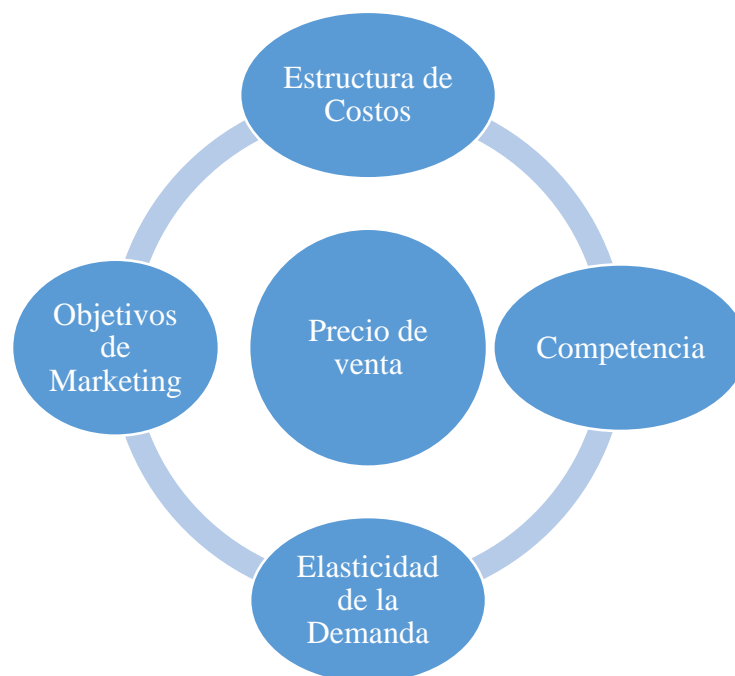 Estructura de
Costos
Objetivos
de
Marketing
Precio de
venta
Competencia
Elasticidad
de la
Demanda